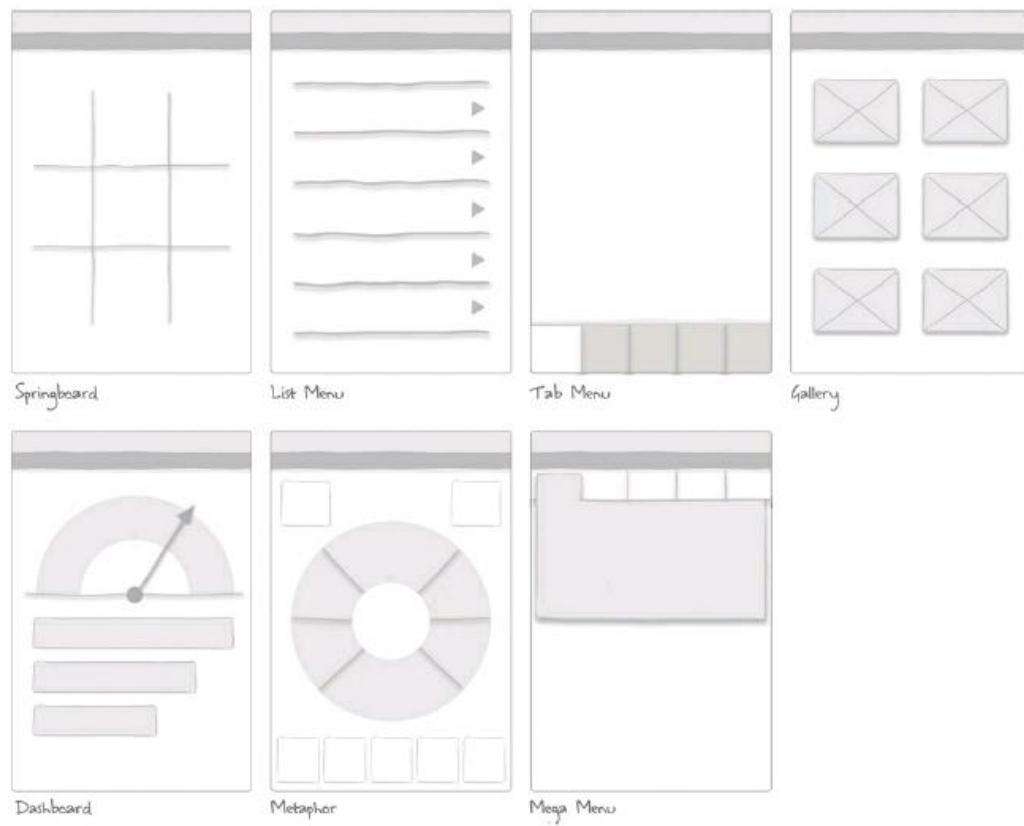 Springboard
List Menu
Tab Menu
Gallery
Dashboard
Metaphor
Mega Menu